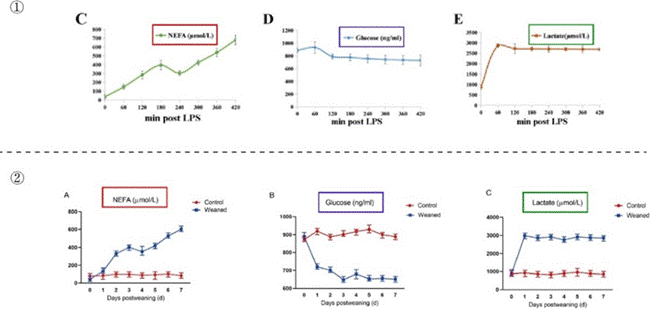 ①
C
NEFA (μmol/L)
800
700
600
500
400
300
200
100
0
0 60 120 180 240 300 360 420
min post LPS
D
Glucose (ng/ml)
1200
1000
800
600
400
200
0
0 60 120 180 240 300 360 420
min post LPS
E
Lactate(μmol/L)
3500
3000
2500
2000
1500
1000
500
0
0 60 120 180 240 300 360 420
min post LPS
②
A
NEFA (μmol/L)
Control
Weaned
800
600
400
200
0
0 1 2 3 4 5 6 7
Days postweaning (d)
B
Glucose (ng/ml)
Control
Weaned
1000
900
800
700
600
0 1 2 3 4 5 6 7
Days postweaning (d)
C
Lactate (μmol/L)
Control
Weaned
4000
3000
2000
1000
0
0 1 2 3 4 5 6 7
Days postweaning (d)